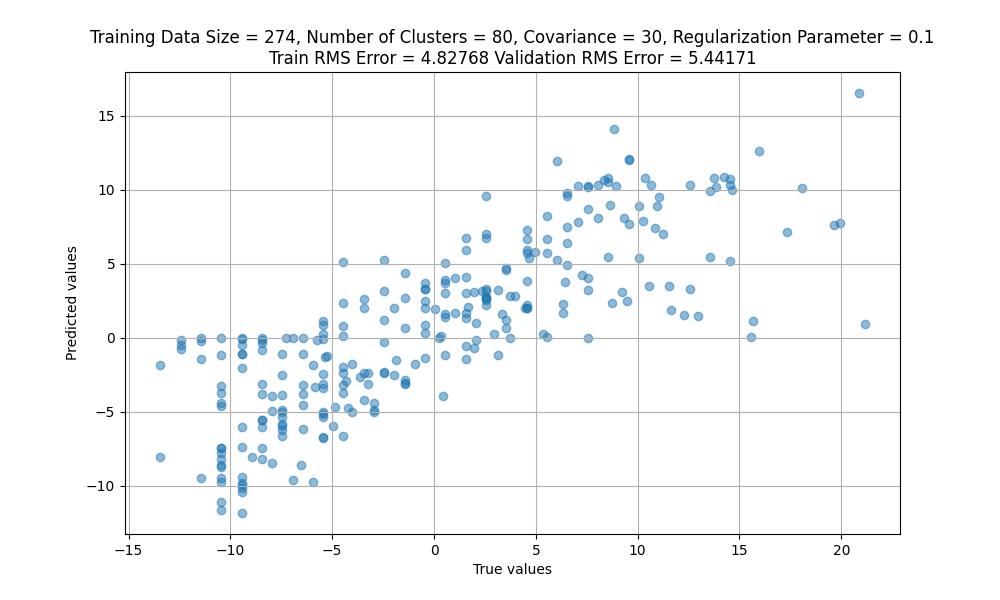 Training Data Size = 274, Number of Clusters = 80, Covariance = 30, Regularization Parameter = 0.1
Train RMS Error = 4.82768 Validation RMS Error = 5.44171
15
10
5
0
−5
−10
Predicted values
−15 −10 −5 0 5 10 15 20
True values